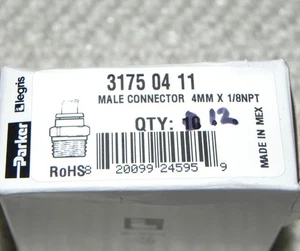 Parker
legris
3175 04 11
MALE CONNECTOR 4MM X 1/8NPT
QTY: 10 12
MADE IN MEX
RoHS
8 20099 24595 9